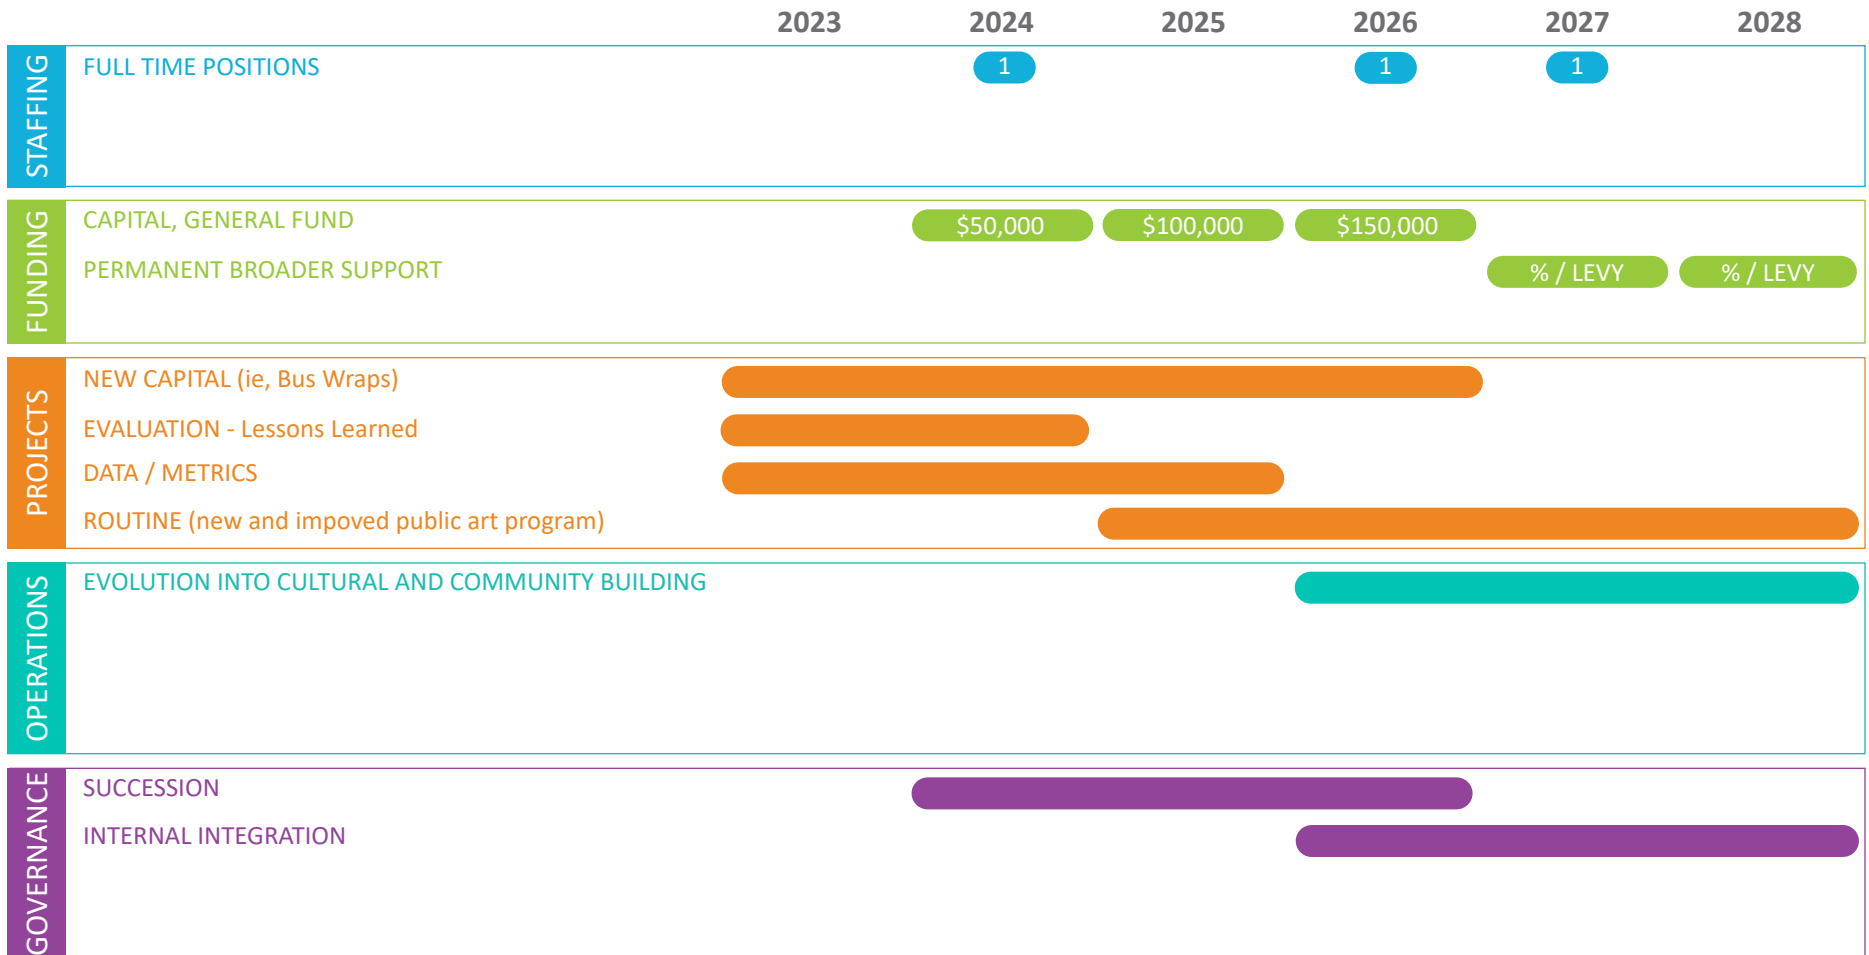 2023 2024 2025 2026 2027 2028
STAFFING
FULL TIME POSITIONS 1 1 1
FUNDING
CAPITAL, GENERAL FUND $50,000 $100,000 $150,000
PERMANENT BROADER SUPPORT % / LEVY % / LEVY
PROJECTS
NEW CAPITAL (ie, Bus Wraps)
EVALUATION - Lessons Learned
DATA / METRICS
ROUTINE (new and impoved public art program)
OPERATIONS
EVOLUTION INTO CULTURAL AND COMMUNITY BUILDING
GOVERNANCE
SUCCESSION
INTERNAL INTEGRATION